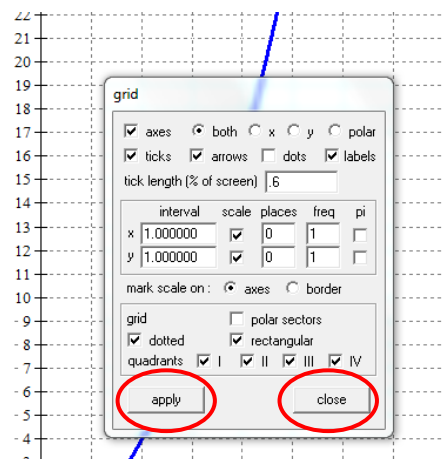 22
21
20
19
18
17
16
15
14
13
12
11
10
9
8
7
6
5
4
grid
axes both x y polar
ticks arrows dots labels
tick length (% of screen) .6
interval scale places freq pi
x 1.000000 0 1
y 1.000000 0 1
mark scale on : axes border
grid polar sectors
dotted rectangular
quadrants I II III IV
apply close